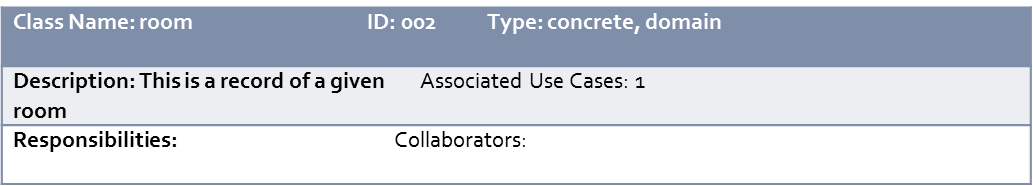 Class Name: room ID: 002 Type: concrete, domain
Description: This is a record of a given Associated Use Cases: 1
room
Responsibilities: Collaborators: